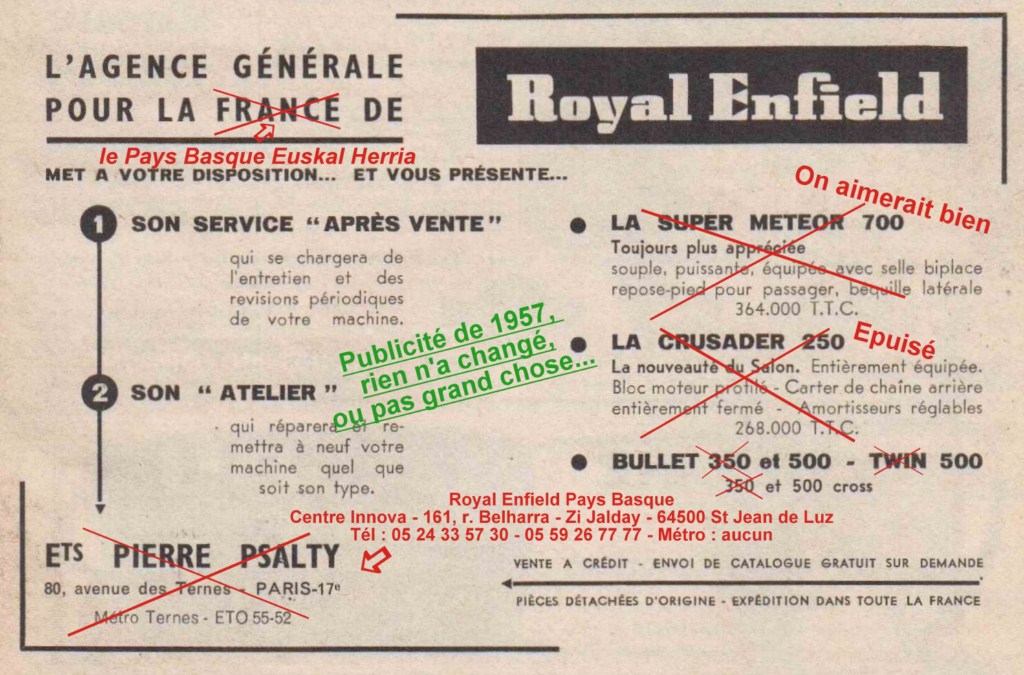 L'AGENCE GÉNÉRALE
POUR LA FRANCE DE
le Pays Basque Euskal Herria
Royal Enfield
MET A VOTRE DISPOSITION... ET VOUS PRÉSENTE...
1 SON SERVICE "APRÈS VENTE"
qui se chargera de
l'entretien et des
revisions périodiques
de votre machine.
2 SON "ATELIER"
qui réparera et re-
mettra à neuf votre
machine quel que
soit son type.
Publicité de 1957,
rien n'a changé,
ou pas grand chose...
On aimerait bien
● LA SUPER METEOR 700
Toujours plus appréciée
souple, puissante, équipée avec selle biplace
repose-pied pour passager, béquille latérale
364.000 T.T.C.
● LA CRUSADER 250
Epuisé
La nouveauté du Salon. Entièrement équipée.
Bloc moteur profilé - Carter de chaîne arrière
entièrement fermé - Amortisseurs réglables
268.000 T.T.C.
● BULLET 350 et 500 - TWIN 500
350 et 500 cross
Royal Enfield Pays Basque
Centre Innova - 161, r. Belharra - Zi Jalday - 64500 St Jean de Luz
Tél : 05 24 33 57 30 - 05 59 26 77 77 - Métro : aucun
ETS PIERRE PSALTY
80, avenue des Ternes - PARIS-17e
Métro Ternes - ETO 55-52
VENTE A CRÉDIT - ENVOI DE CATALOGUE GRATUIT SUR DEMANDE
PIÈCES DÉTACHÉES D'ORIGINE - EXPÉDITION DANS TOUTE LA FRANCE